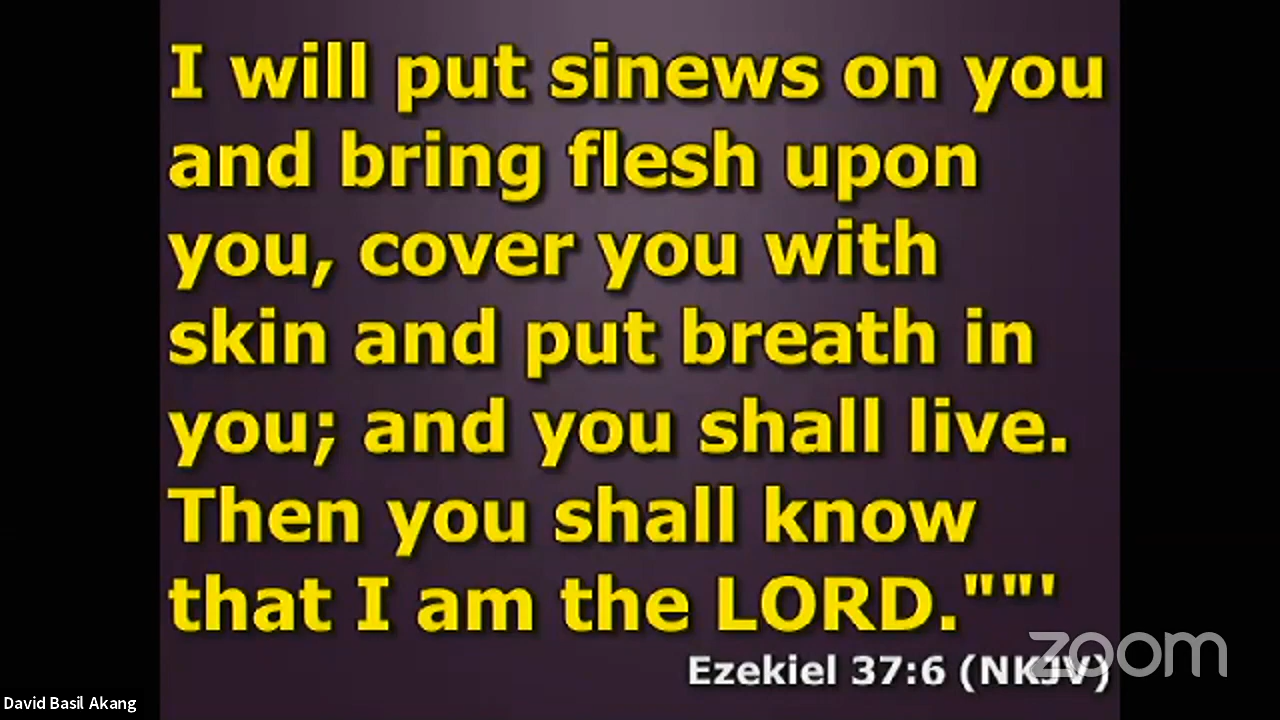 I will put sinews on you
and bring flesh upon
you, cover you with
skin and put breath in
you; and you shall live.
Then you shall know
that I am the LORD.""'
Ezekiel 37:6 (NKJV)
zoom
David Basil Akang